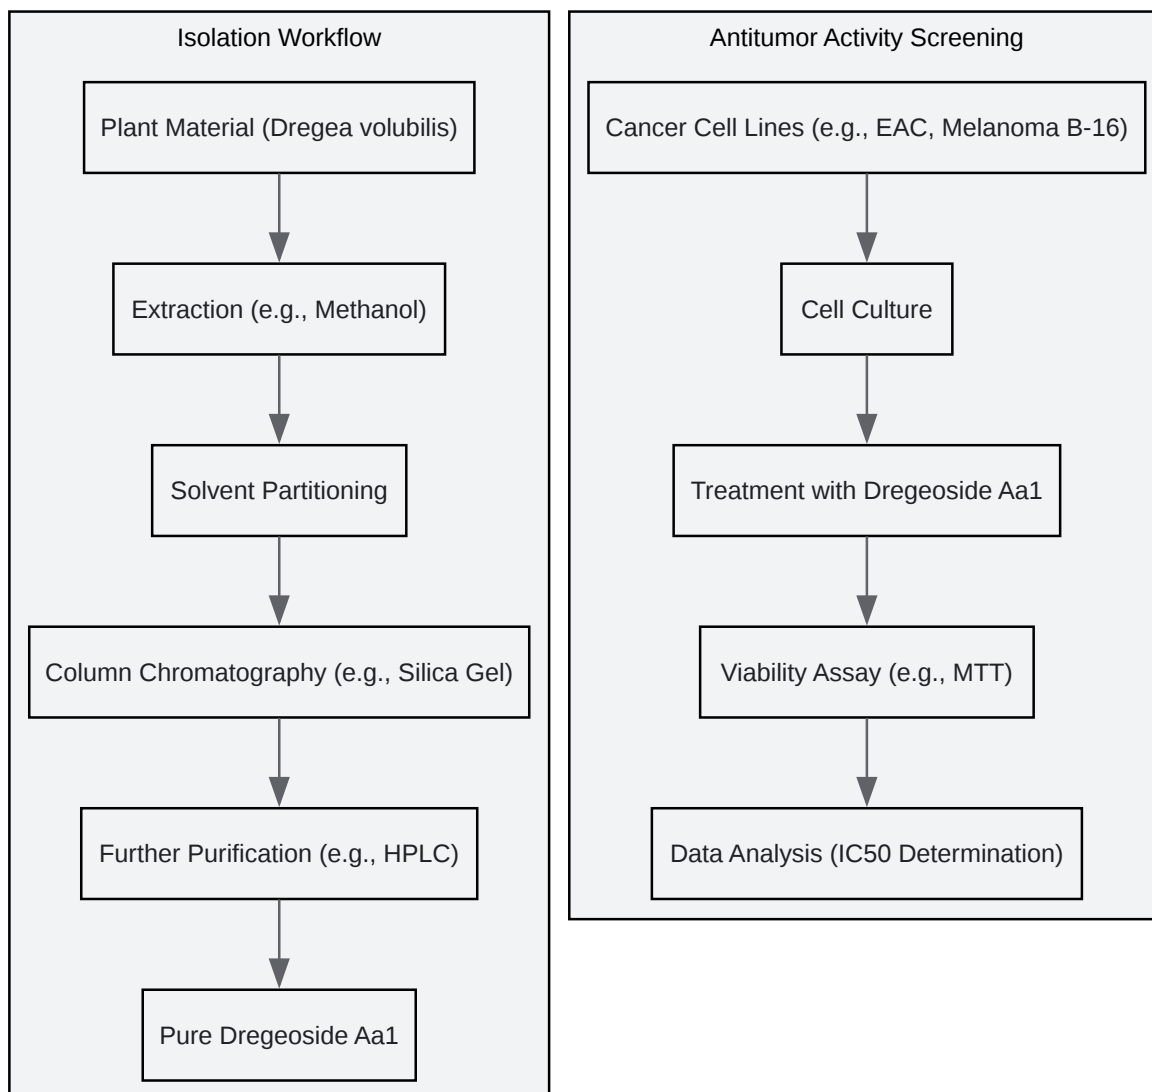 Isolation Workflow
Plant Material (Dregea volubilis)
Extraction (e.g., Methanol)
Solvent Partitioning
Column Chromatography (e.g., Silica Gel)
Further Purification (e.g., HPLC)
Pure Dregeoside Aa1
Antitumor Activity Screening
Cancer Cell Lines (e.g., EAC, Melanoma B-16)
Cell Culture
Treatment with Dregeoside Aa1
Viability Assay (e.g., MTT)
Data Analysis (IC50 Determination)